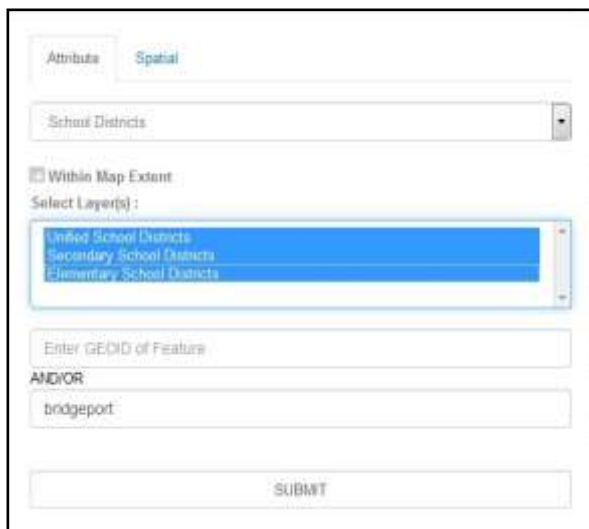 Attribute Spatial
School Districts
Within Map Extent
Select Layer(s) :
Unified School Districts
Secondary School Districts
Elementary School Districts
Enter GEOID of Feature
AND/OR
bridgeport
SUBMIT